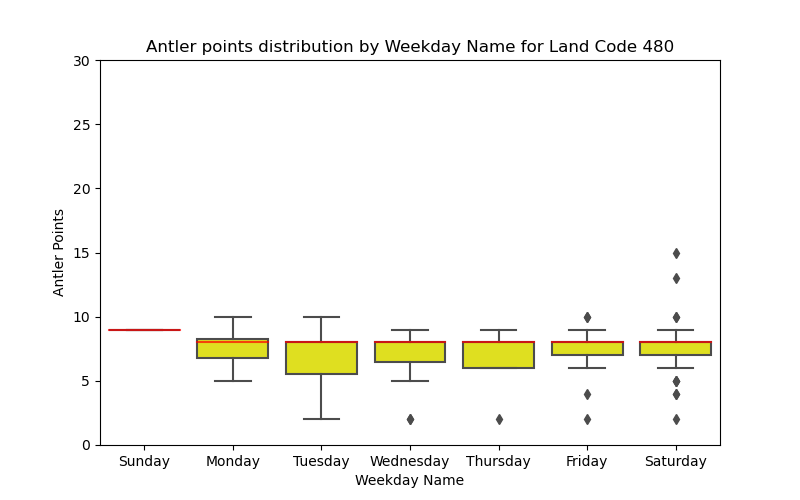 Antler points distribution by Weekday Name for Land Code 480
30
25
20
15
10
5
0
Antler Points
Sunday Monday Tuesday Wednesday Thursday Friday Saturday
Weekday Name